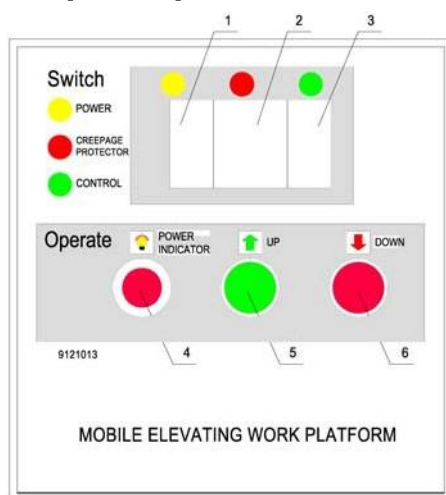 1 2 3
Switch
POWER
CREEPAGE
PROTECTOR
CONTROL
Operate
POWER
INDICATOR
UP
DOWN
9121013
4 5 6
MOBILE ELEVATING WORK PLATFORM